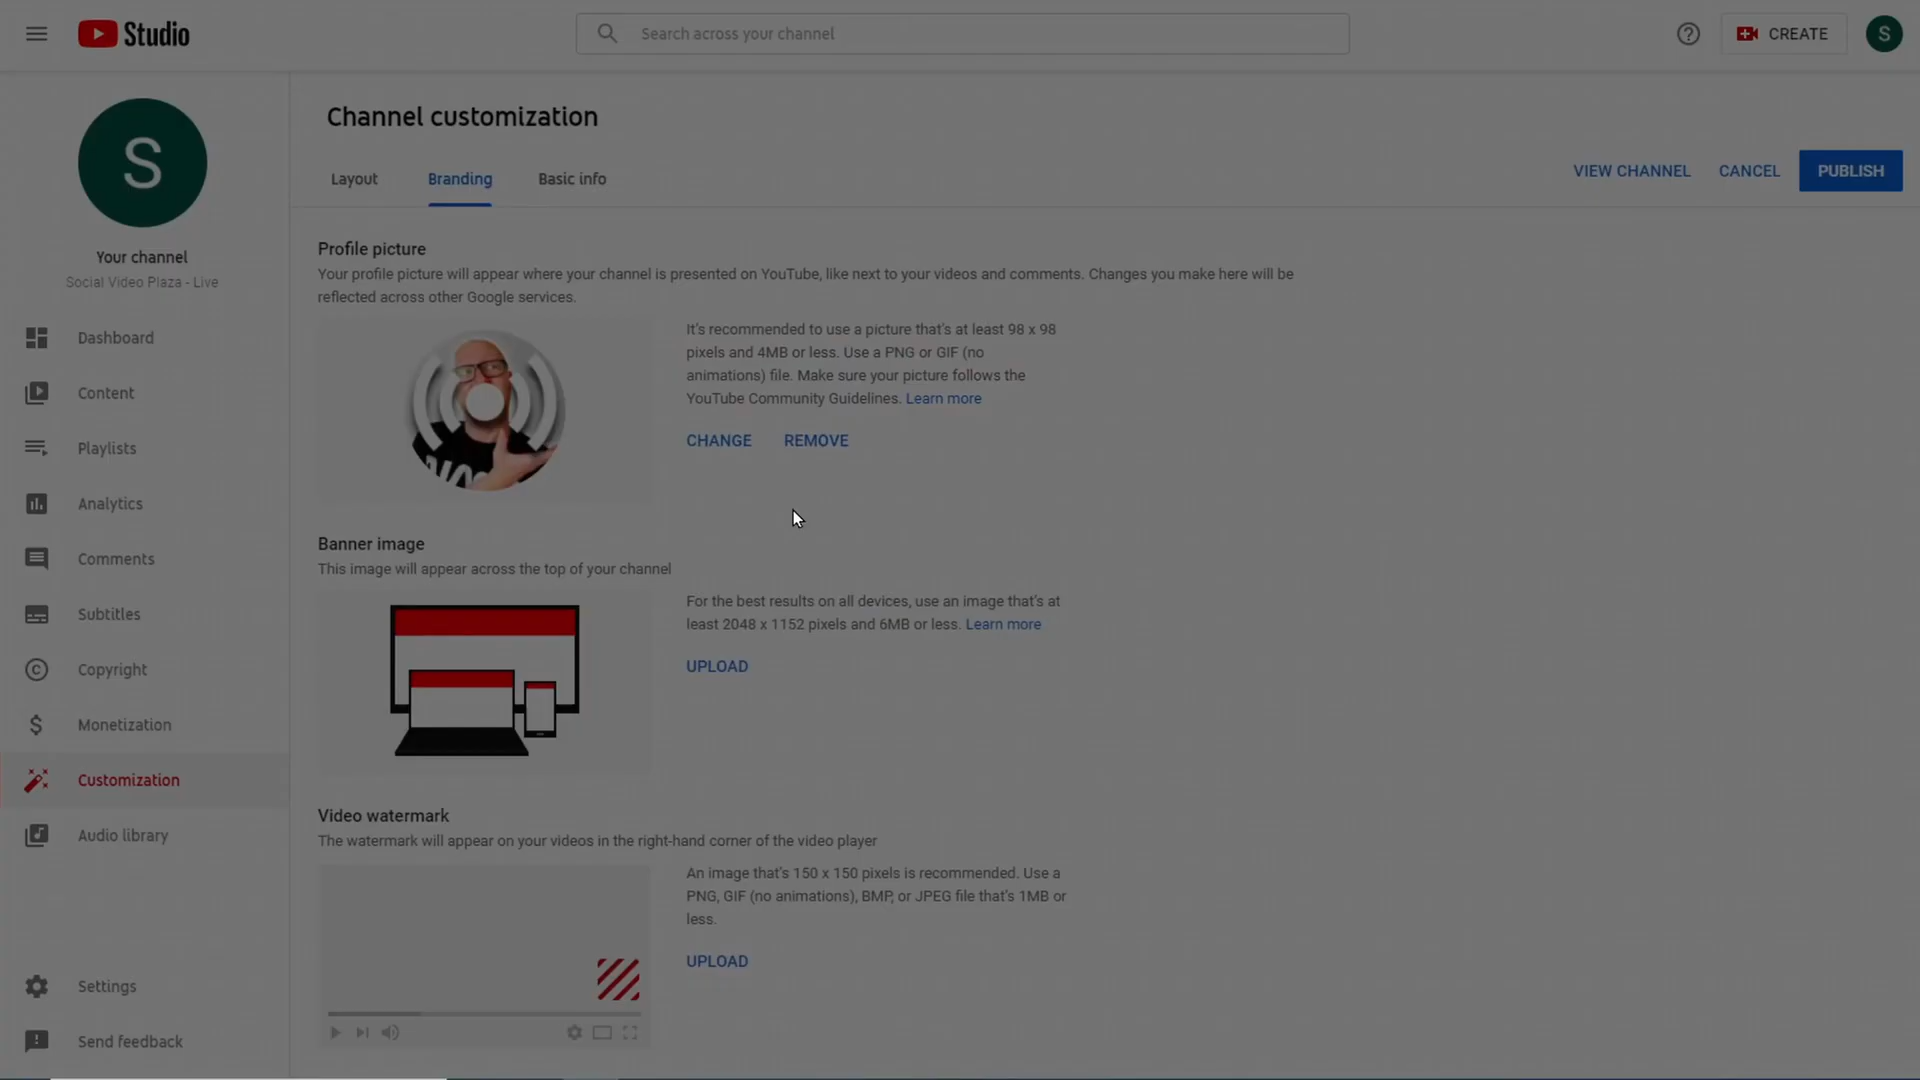 Studio
Search across your channel
CREATE
S
S
Your channel
Social Video Plaza - Live
Dashboard
Content
Playlists
Analytics
Comments
Subtitles
Copyright
Monetization
Customization
Audio library
Settings
Send feedback
Channel customization
Layout
Branding
Basic info
VIEW CHANNEL
CANCEL
PUBLISH
Profile picture
Your profile picture will appear where your channel is presented on YouTube, like next to your videos and comments. Changes you make here will be
reflected across other Google services.
It's recommended to use a picture that's at least 98 x 98
pixels and 4MB or less. Use a PNG or GIF (no
animations) file. Make sure your picture follows the
YouTube Community Guidelines. Learn more
CHANGE
REMOVE
Banner image
This image will appear across the top of your channel
For the best results on all devices, use an image that's at
least 2048 x 1152 pixels and 6MB or less. Learn more
UPLOAD
Video watermark
The watermark will appear on your videos in the right-hand corner of the video player
An image that's 150 x 150 pixels is recommended. Use a
PNG, GIF (no animations), BMP, or JPEG file that's 1MB or
less.
UPLOAD